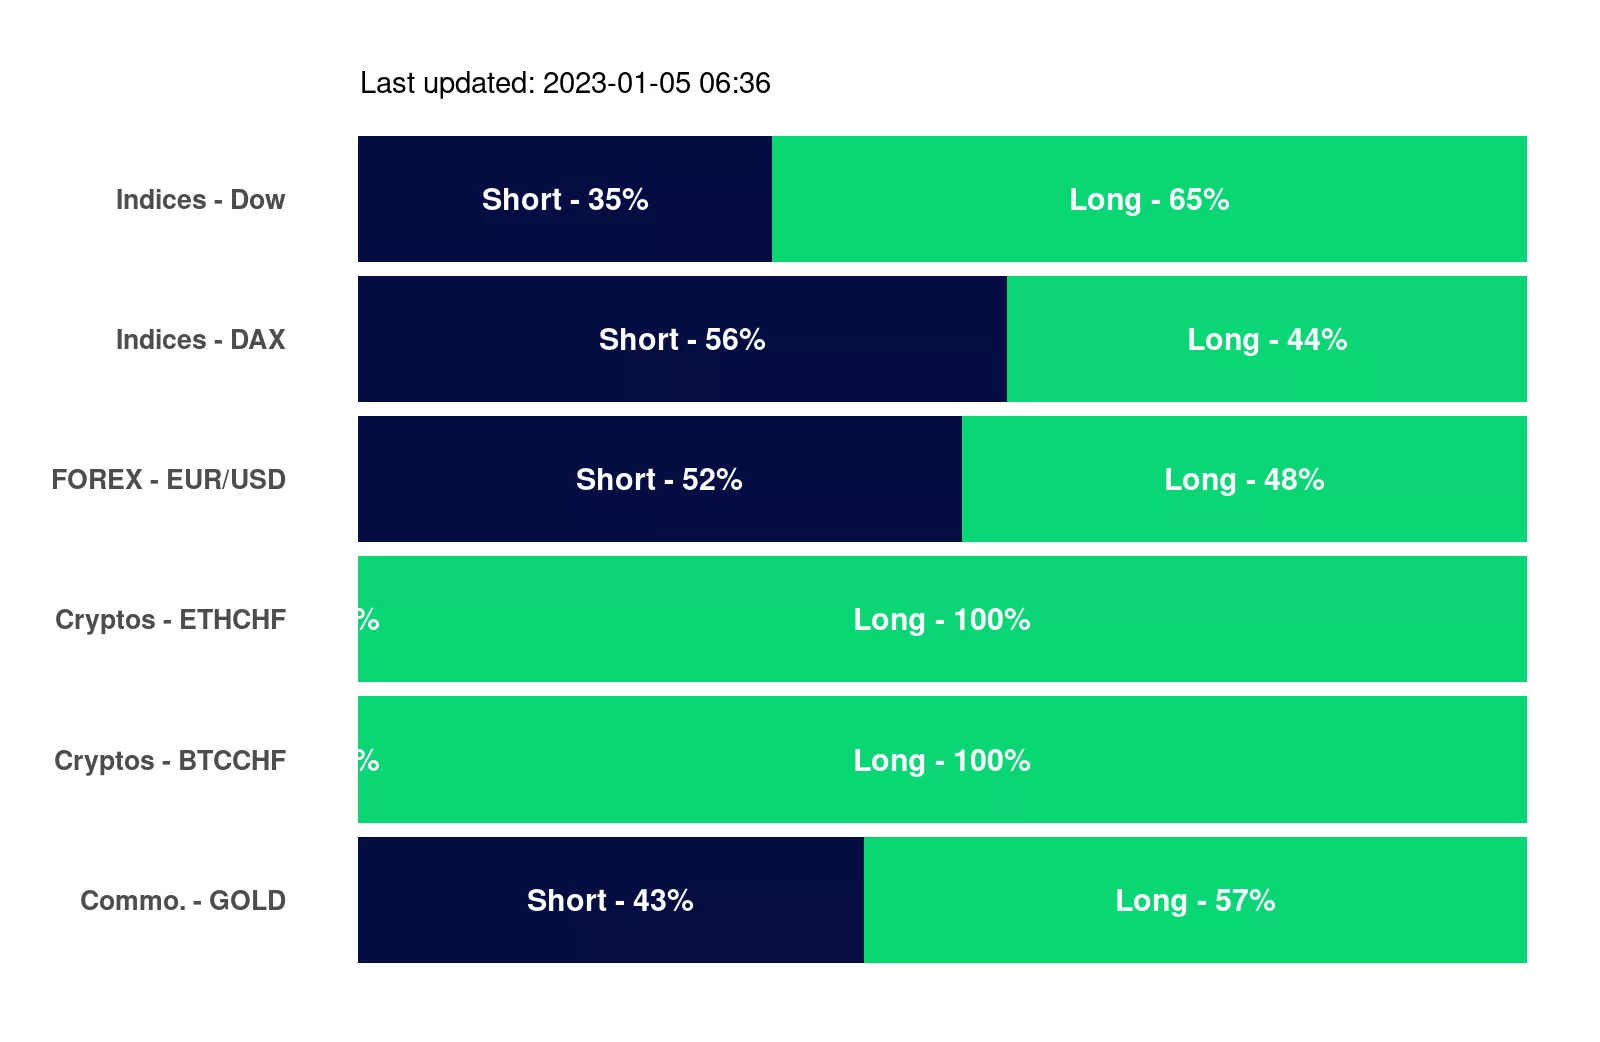 Last updated: 2023-01-05 06:36
Indices - Dow Short - 35% Long - 65%
Indices - DAX Short - 56% Long - 44%
FOREX - EUR/USD Short - 52% Long - 48%
Cryptos - ETHCHF % Long - 100%
Cryptos - BTCCHF % Long - 100%
Commo. - GOLD Short - 43% Long - 57%